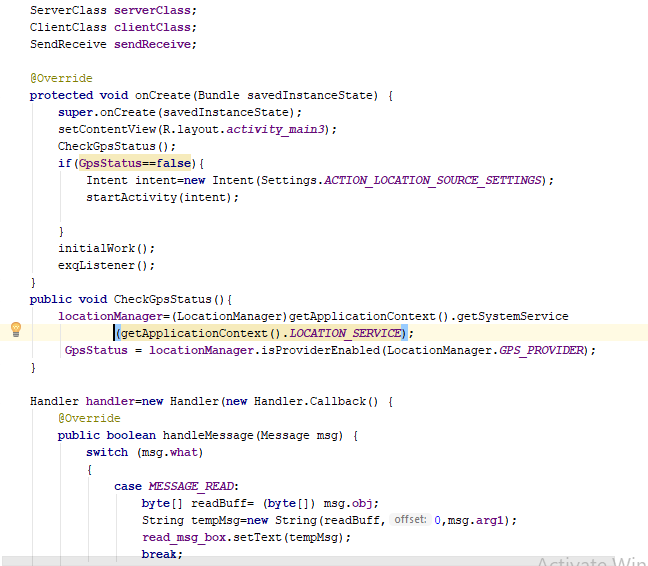 ServerClass serverClass;
ClientClass clientClass;
SendReceive sendReceive;
@Override
protected void onCreate(Bundle savedInstanceState) {
super.onCreate(savedInstanceState);
setContentView(R.layout.activity_main3);
CheckGpsStatus();
if(GpsStatus==false){
Intent intent=new Intent(Settings.ACTION_LOCATION_SOURCE_SETTINGS);
startActivity(intent);
}
initialWork();
exqListener();
}
public void CheckGpsStatus(){
locationManager=(LocationManager)getApplicationContext().getSystemService
(getApplicationContext().LOCATION_SERVICE);
GpsStatus = locationManager.isProviderEnabled(LocationManager.GPS_PROVIDER);
}
Handler handler=new Handler(new Handler.Callback() {
@Override
public boolean handleMessage(Message msg) {
switch (msg.what)
{
case MESSAGE_READ:
byte[] readBuff= (byte[]) msg.obj;
String tempMsg=new String(readBuff, offset: 0,msg.arg1);
read_msg_box.setText(tempMsg);
break;
Activate Win